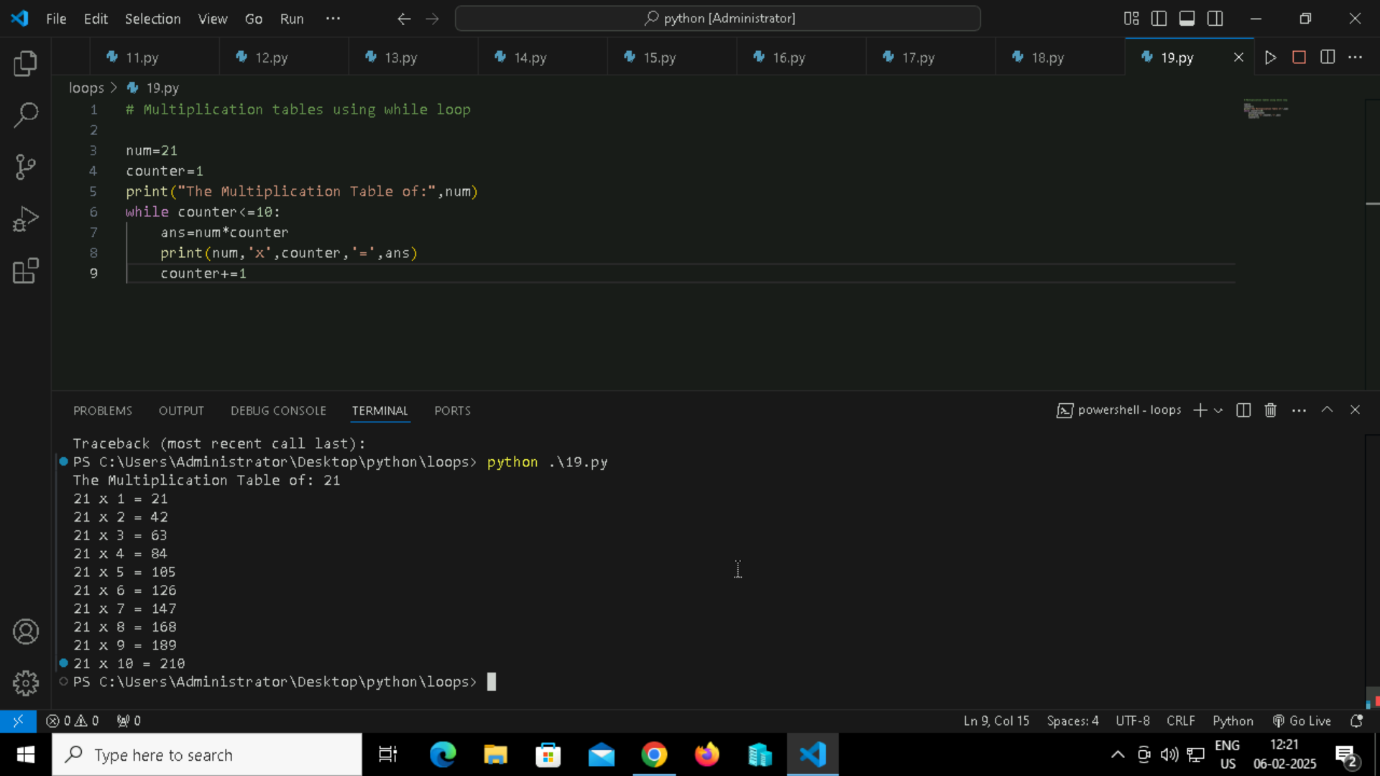 File Edit Selection View Go Run ··· python [Administrator]
11.py 12.py 13.py 14.py 15.py 16.py 17.py 18.py 19.py
loops > 19.py
1 # Multiplication tables using while loop
2
3 num=21
4 counter=1
5 print("The Multiplication Table of:",num)
6 while counter<=10:
7 ans=num*counter
8 print(num,'x',counter,'=',ans)
9 counter+=1
PROBLEMS OUTPUT DEBUG CONSOLE TERMINAL PORTS powershell - loops
Traceback (most recent call last):
PS C:\Users\Administrator\Desktop\python\loops> python .\19.py
The Multiplication Table of: 21
21 x 1 = 21
21 x 2 = 42
21 x 3 = 63
21 x 4 = 84
21 x 5 = 105
21 x 6 = 126
21 x 7 = 147
21 x 8 = 168
21 x 9 = 189
21 x 10 = 210
PS C:\Users\Administrator\Desktop\python\loops>
0 0 0 Ln 9, Col 15 Spaces: 4 UTF-8 CRLF Python Go Live
Type here to search
ENG 12:21
US 06-02-2025 2